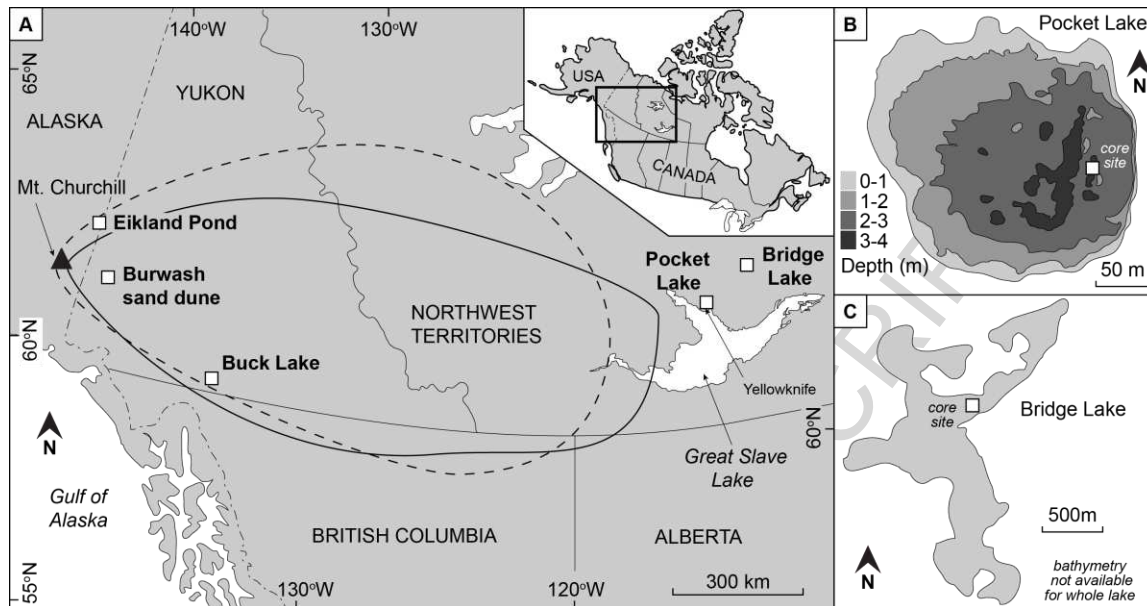 A
140°W
130°W
65°N
YUKON
ALASKA
USA
CANADA
Mt. Churchill
Eikland Pond
Burwash
sand dune
Pocket
Lake
Bridge
Lake
NORTHWEST
TERRITORIES
60°N
Buck Lake
Yellowknife
60°N
N
Great Slave
Lake
Gulf of
Alaska
BRITISH COLUMBIA
ALBERTA
55°N
130°W
120°W
300 km
B
Pocket Lake
N
core
site
0-1
1-2
2-3
3-4
Depth (m)
50 m
C
CRIP
core
site
Bridge Lake
500m
N
bathymetry
not available
for whole lake